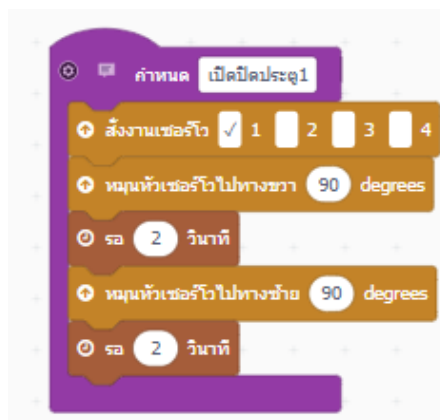 กำหนด เปิดปิดประตู1
สั่งงานเซอร์โว ✓ 1 2 3 4
หมุนหัวเซอร์โวไปทางขวา 90 degrees
รอ 2 วินาที
หมุนหัวเซอร์โวไปทางซ้าย 90 degrees
รอ 2 วินาที